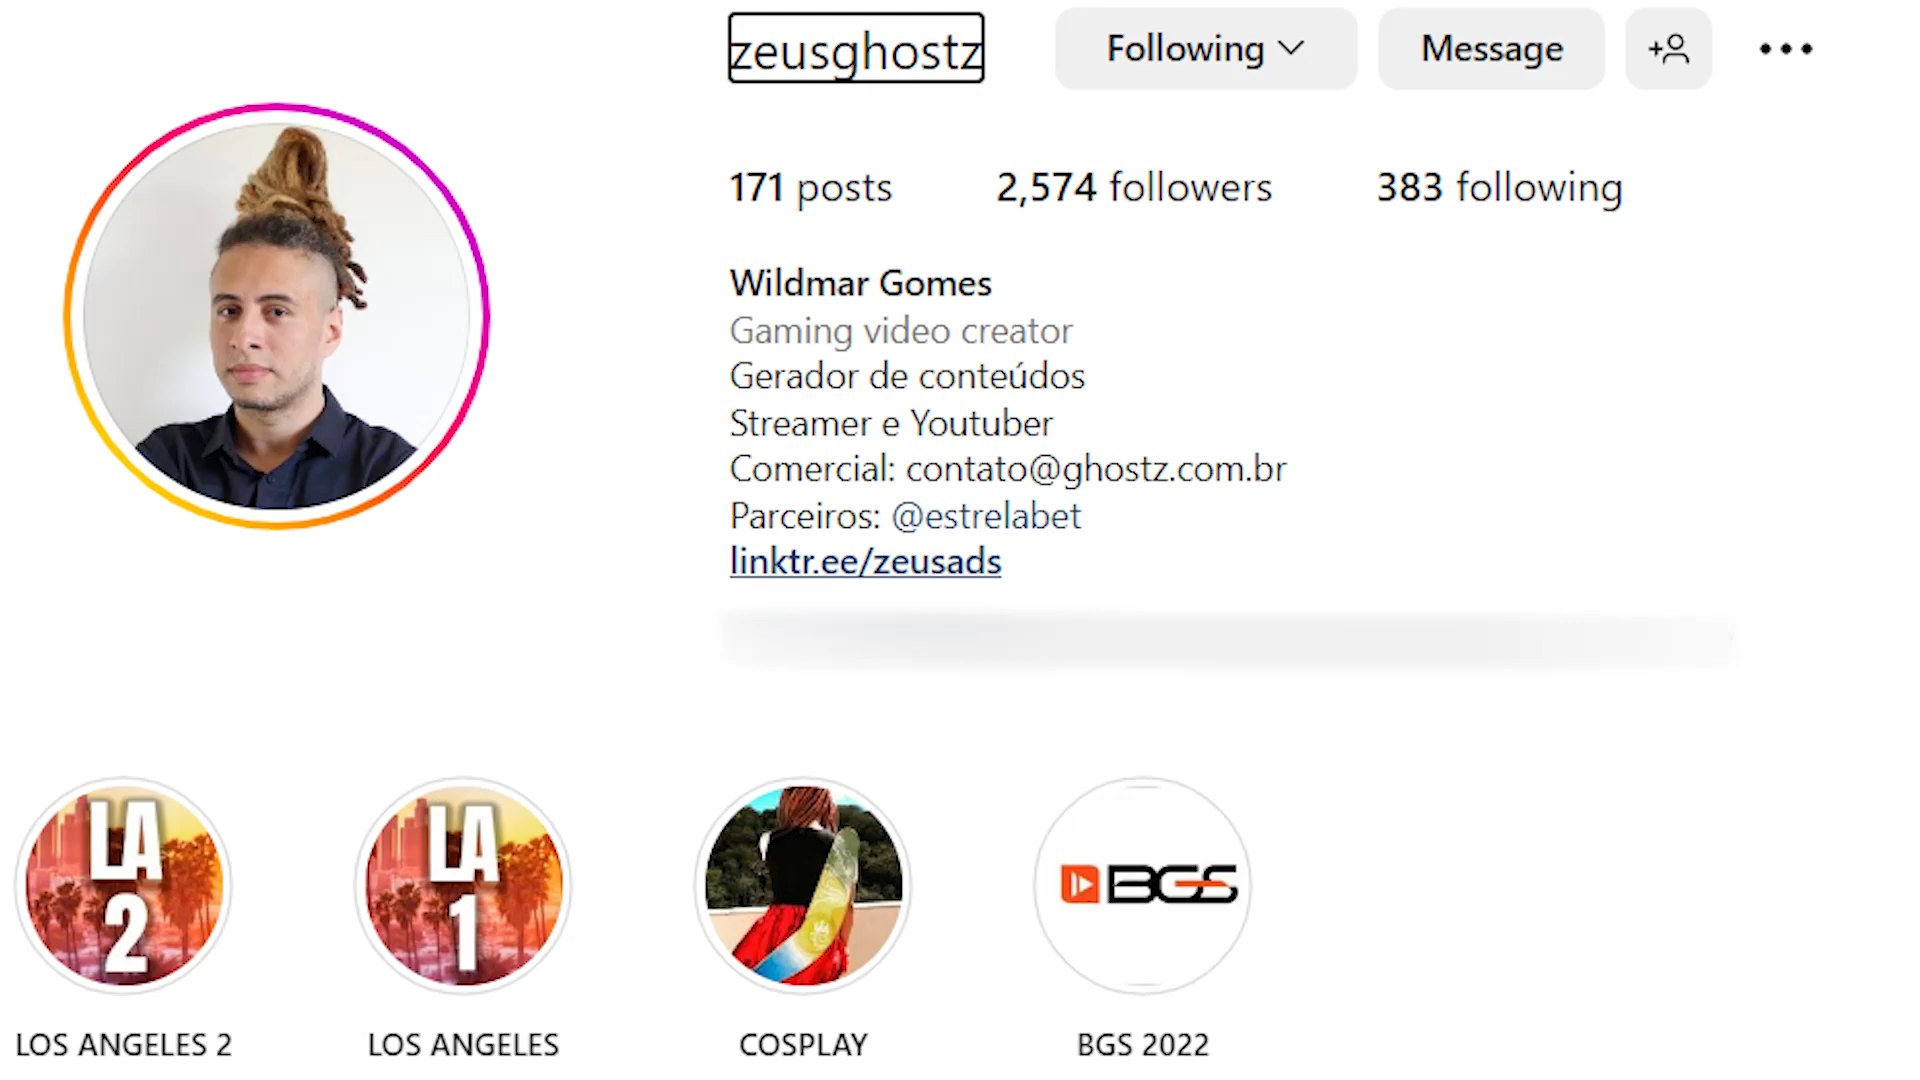 zeusghostz Following Message
171 posts 2,574 followers 383 following
Wildmar Gomes
Gaming video creator
Gerador de conteúdos
Streamer e Youtuber
Comercial: contato@ghostz.com.br
Parceiros: @estrelabet
linktr.ee/zeusads
LA
2
LA
1
BGS
LOS ANGELES 2
LOS ANGELES
COSPLAY
BGS 2022